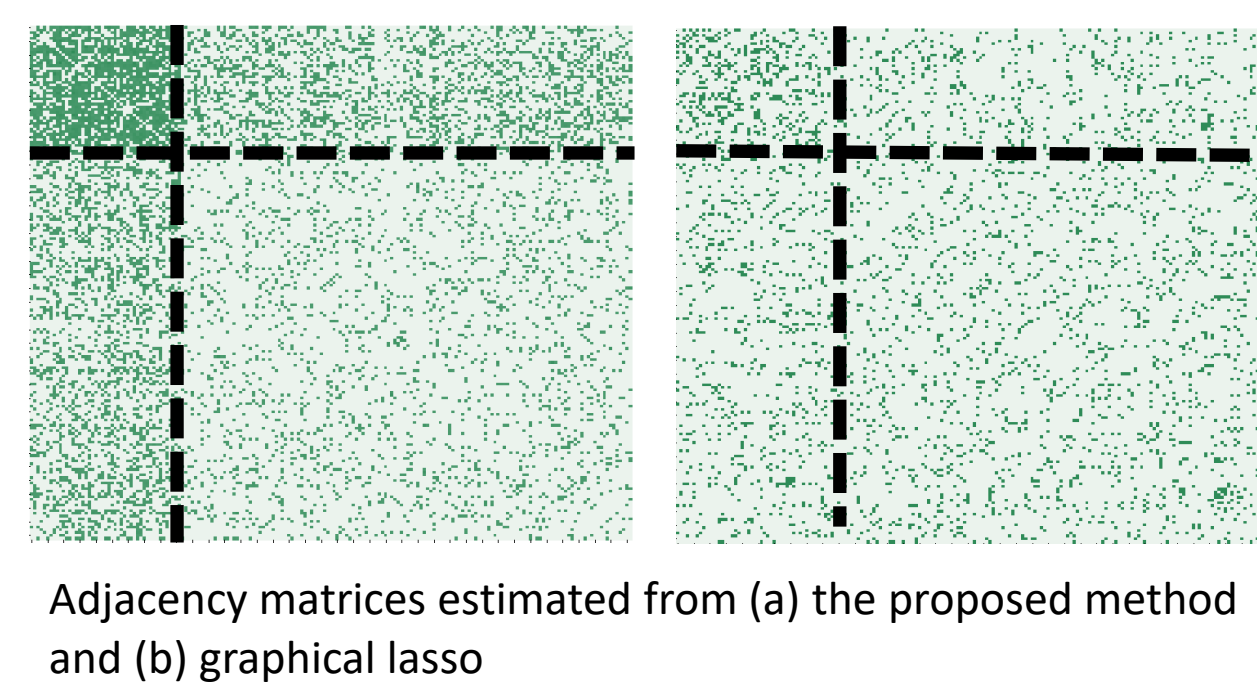 Adjacency matrices estimated from (a) the proposed method
and (b) graphical lasso